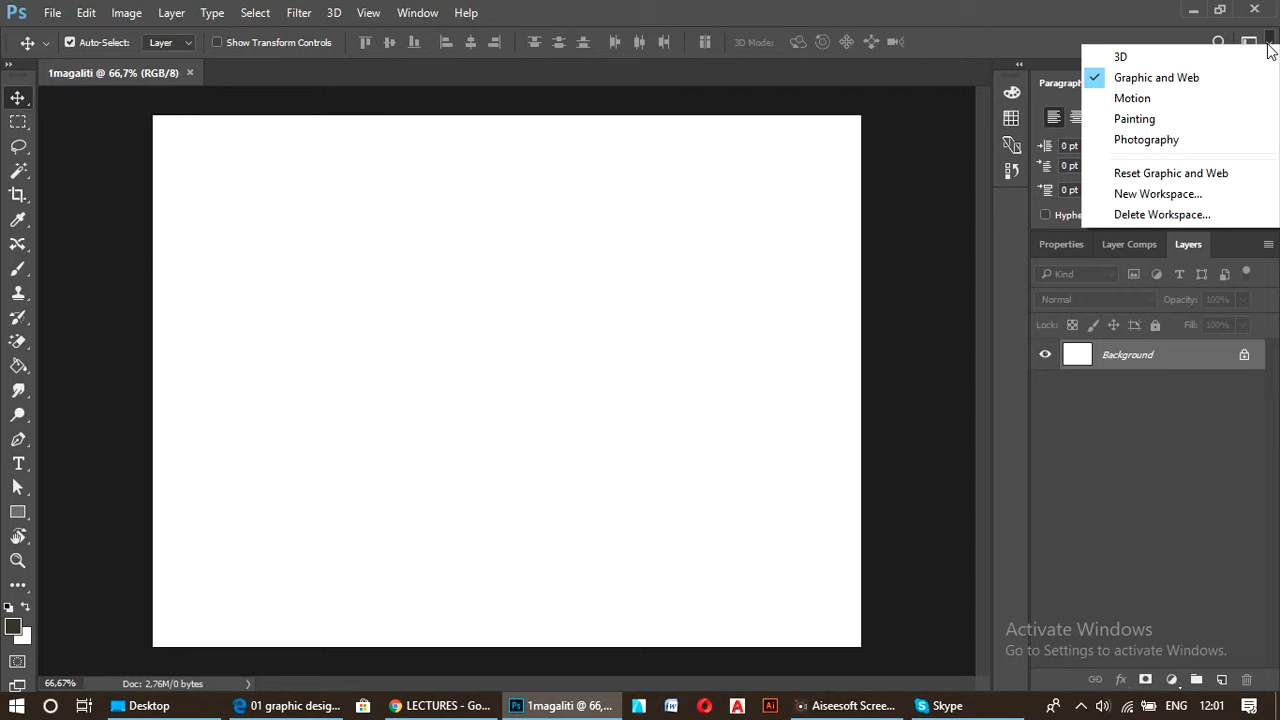 Ps File Edit Image Layer Type Select Filter 3D View Window Help
Auto-Select: Layer Show Transform Controls 3D Mode:
1magaliti @ 66,7% (RGB/8) ×
3D
Graphic and Web
Motion
Painting
Photography
Reset Graphic and Web
New Workspace...
Delete Workspace...
Paragraph
0 pt
0 pt
0 pt
Hyphe
Properties Layer Comps Layers
Kind
Normal Opacity: 100%
Lock: Fill: 100%
Background
Activate Windows
Go to Settings to activate Windows.
66,67% Doc: 2,76M/0 bytes
Desktop 01 graphic desig... LECTURES - Go... Ps 1magaliti @ 66,... Ai Aiseesoft Scree... Skype ENG 12:01